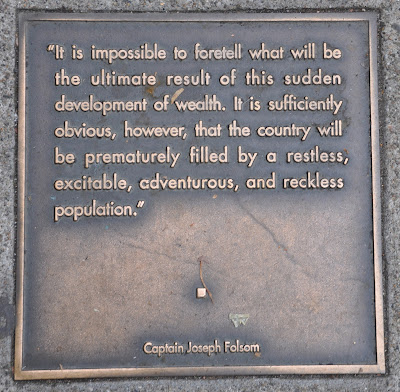 "It is impossible to foretell what will be
the ultimate result of this sudden
development of wealth. It is sufficiently
obvious, however, that the country will
be prematurely filled by a restless,
excitable, adventurous, and reckless
population."
Captain Joseph Folsom